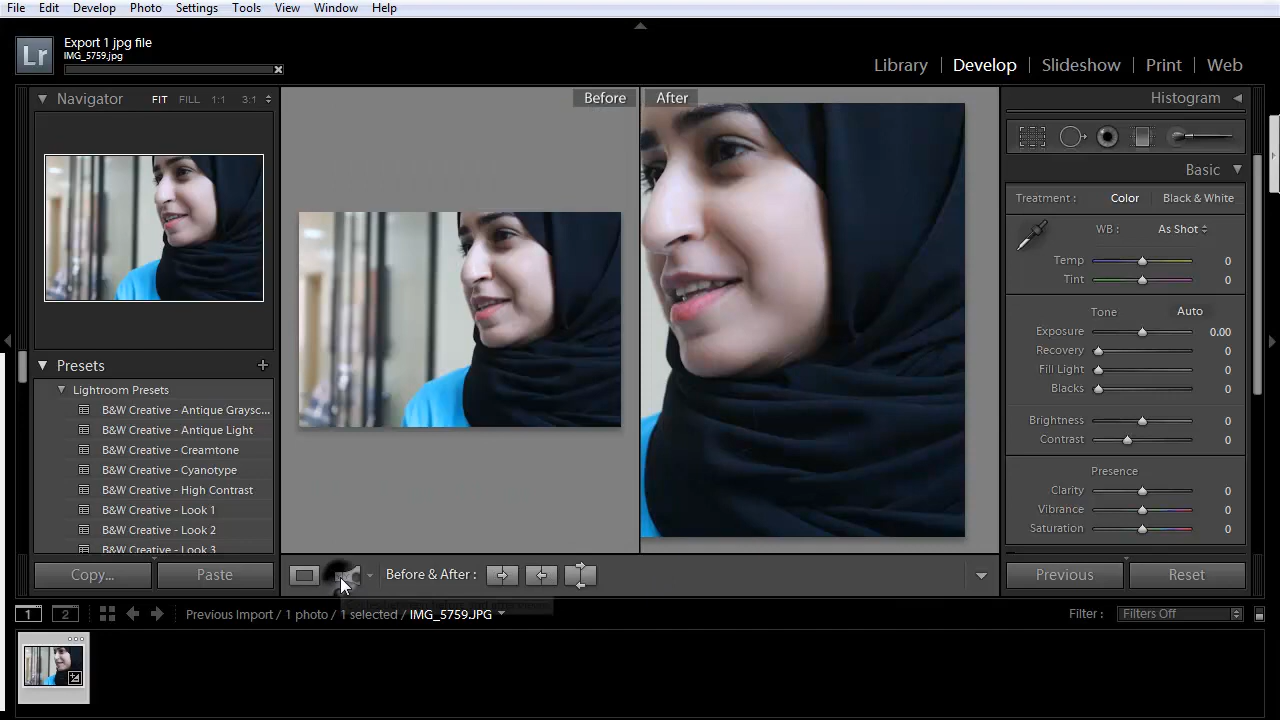 File Edit Develop Photo Settings Tools View Window Help
Lr
Export 1 jpg file
IMG_5759.jpg
Library Develop Slideshow Print Web
Navigator FIT FILL 1:1 3:1
Before After
Histogram
Basic
Treatment : Color Black & White
WB : As Shot
Temp 0
Tint 0
Tone Auto
Exposure 0.00
Recovery 0
Fill Light 0
Blacks 0
Brightness 0
Contrast 0
Presence
Clarity 0
Vibrance 0
Saturation 0
Presets
Lightroom Presets
B&W Creative - Antique Graysc...
B&W Creative - Antique Light
B&W Creative - Creamtone
B&W Creative - Cyanotype
B&W Creative - High Contrast
B&W Creative - Look 1
B&W Creative - Look 2
B&W Creative - Look 3
Copy... Paste
Before & After :
Previous Reset
1 2 Previous Import / 1 photo / 1 selected / IMG_5759.JPG
Filter : Filters Off